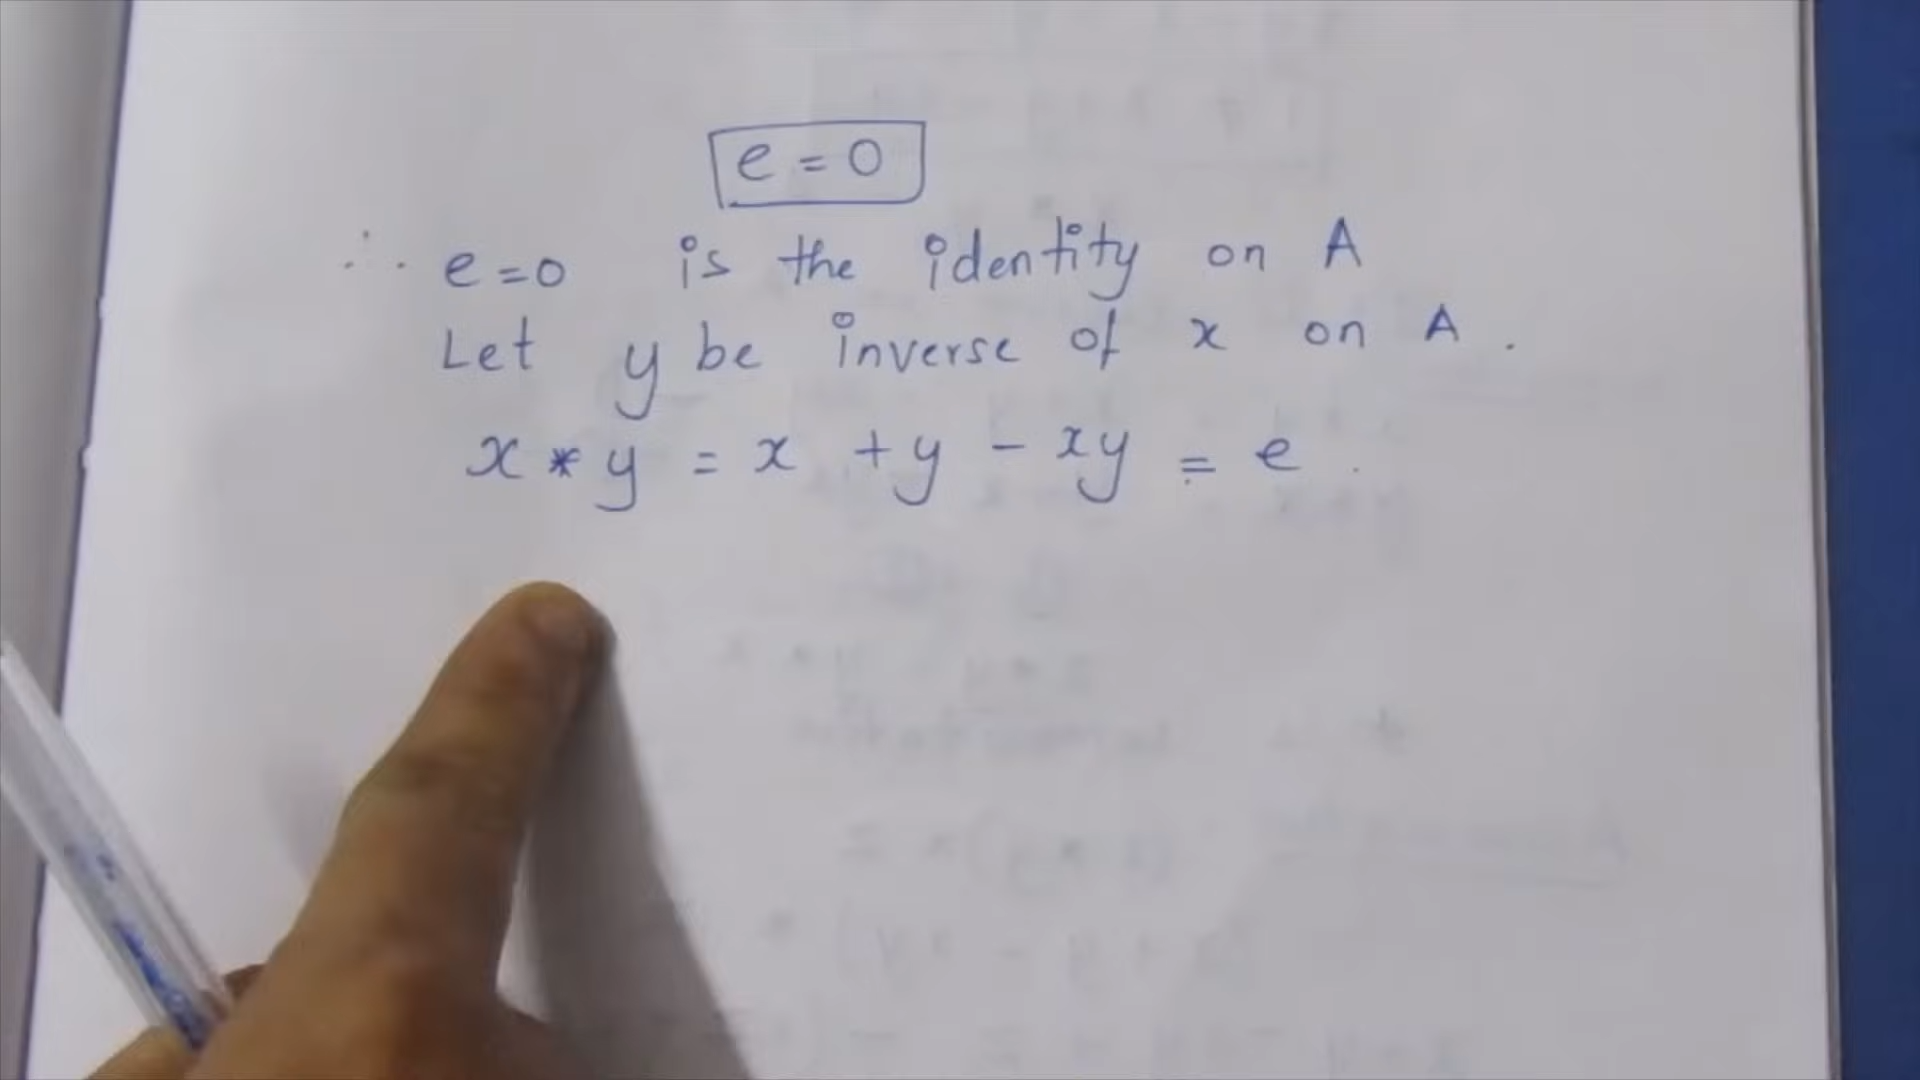 e = 0
∴ e = 0 is the identity on A
Let y be inverse of x on A.
x * y = x + y - xy = e.